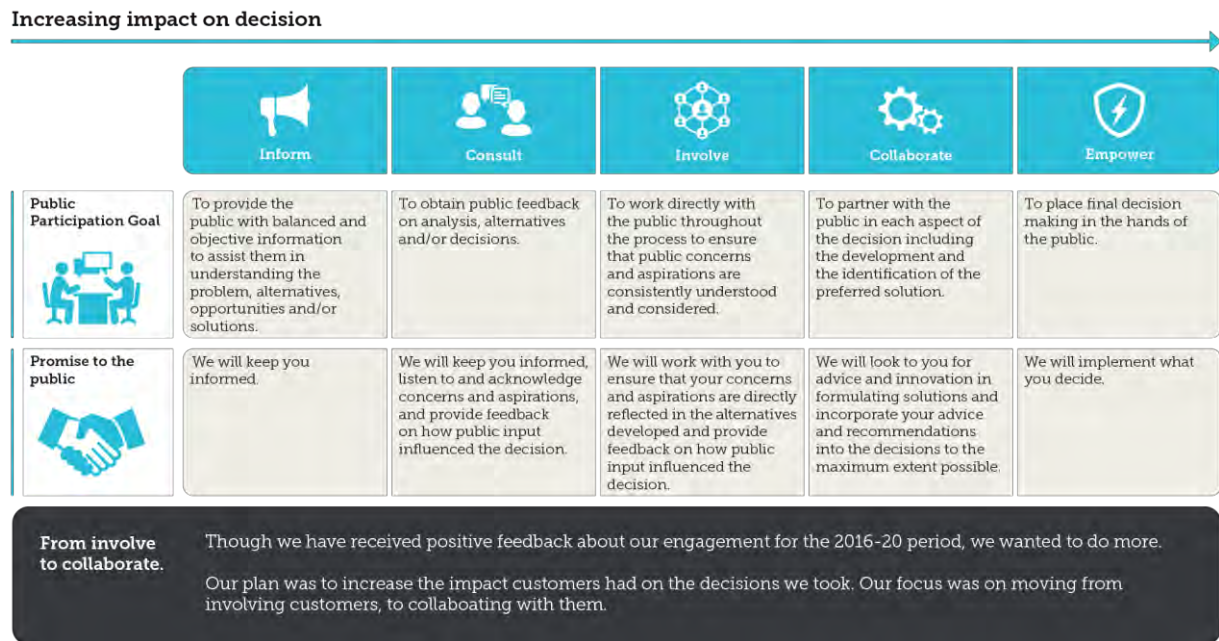 Increasing impact on decision
Inform
Consult
Involve
Collaborate
Empower
Public
Participation Goal
To provide the
public with balanced and
objective information
to assist them in
understanding the
problem, alternatives,
opportunities and/or
solutions.
To obtain public feedback
on analysis, alternatives
and/or decisions.
To work directly with
the public throughout
the process to ensure
that public concerns
and aspirations are
consistently understood
and considered.
To partner with the
public in each aspect of
the decision including
the development and
the identification of the
preferred solution.
To place final decision
making in the hands of
the public.
Promise to the
public
We will keep you
informed.
We will keep you informed,
listen to and acknowledge
concerns and aspirations,
and provide feedback
on how public input
influenced the decision.
We will work with you to
ensure that your concerns
and aspirations are directly
reflected in the alternatives
developed and provide
feedback on how public
input influenced the
decision.
We will look to you for
advice and innovation in
formulating solutions and
incorporate your advice
and recommendations
into the decisions to the
maximum extent possible.
We will implement what
you decide.
From involve
to collaborate.
Though we have received positive feedback about our engagement for the 2016-20 period, we wanted to do more.
Our plan was to increase the impact customers had on the decisions we took. Our focus was on moving from
involving customers, to collaboating with them.